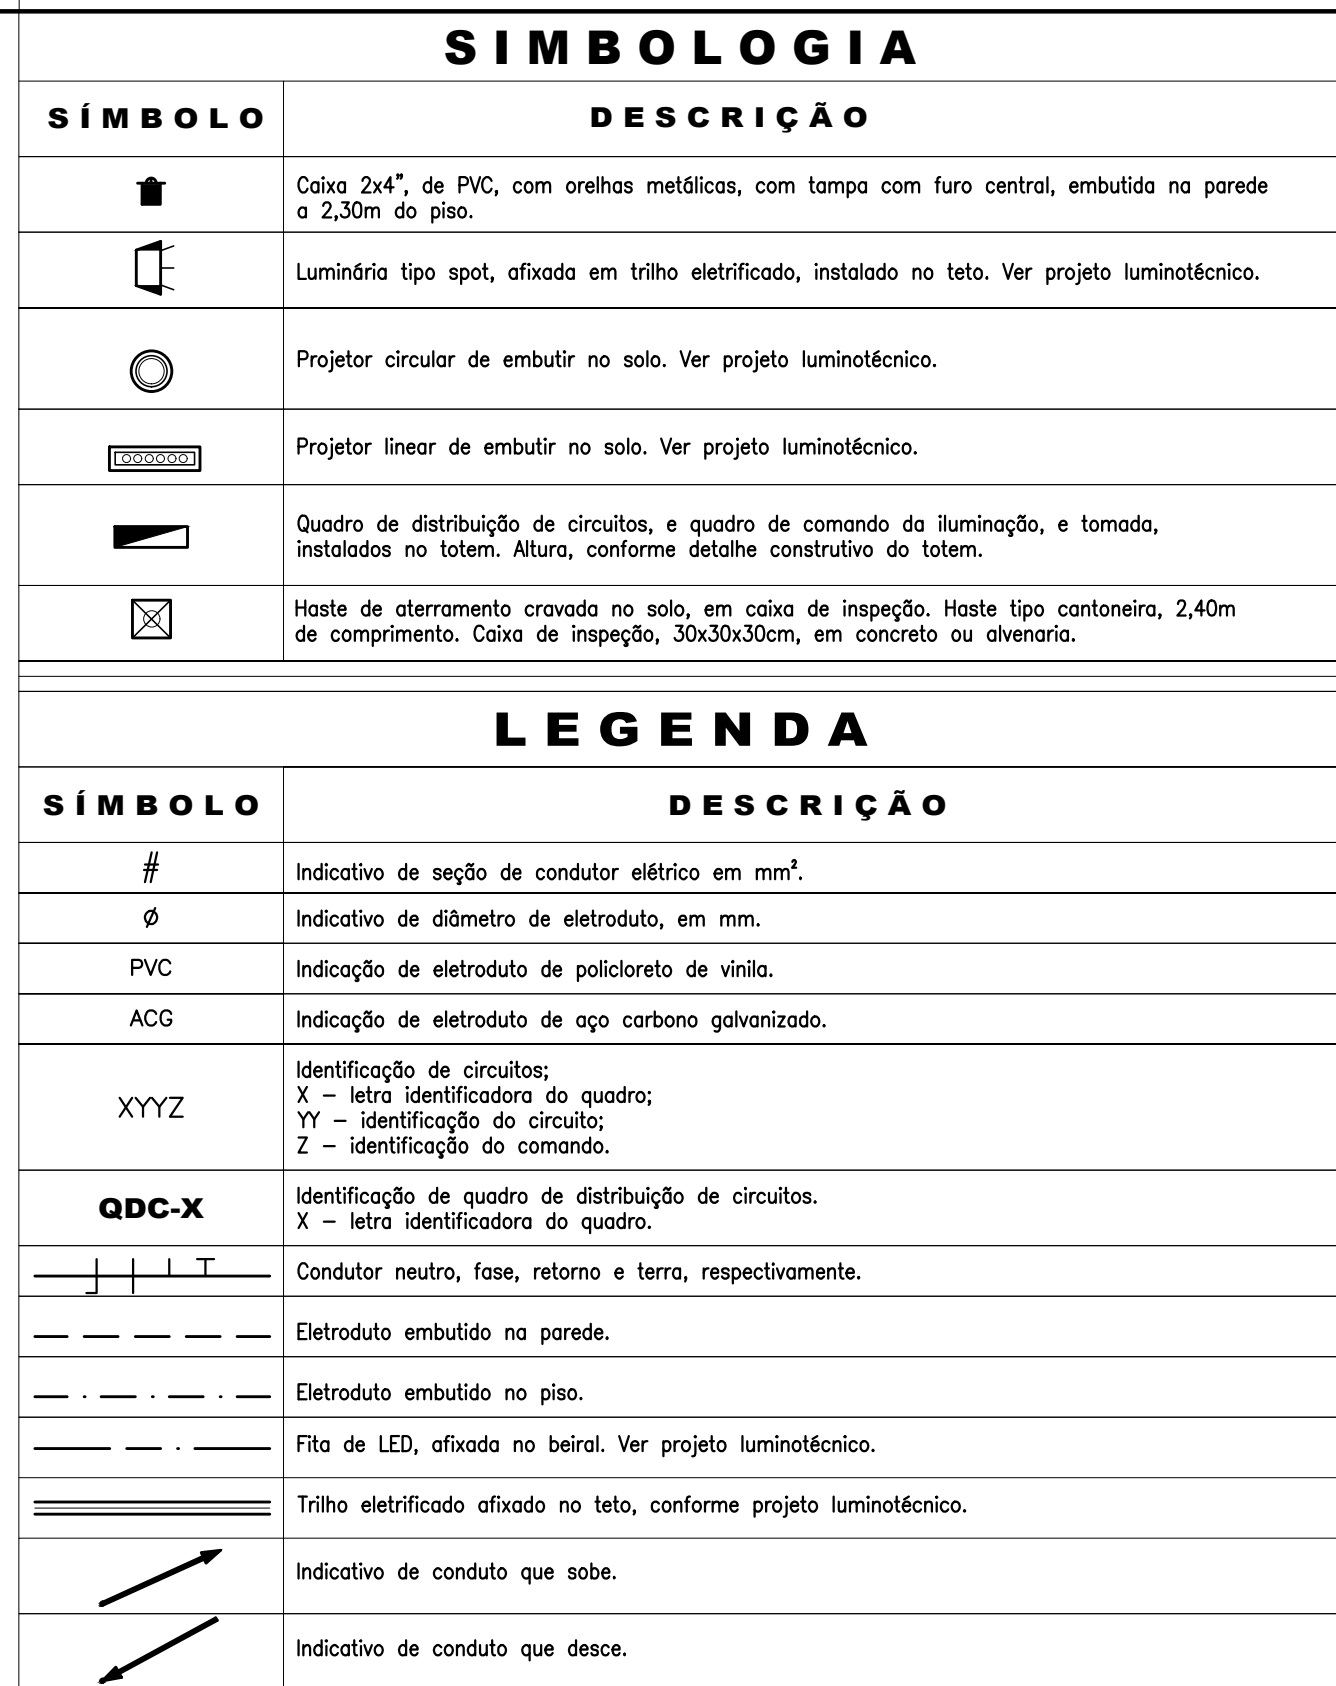 SIMBOLOGIA
SÍMBOLO DESCRIÇÃO
Caixa 2x4", de PVC, com orelhas metálicas, com tampa com furo central, embutida na parede
a 2,30m do piso.
Luminária tipo spot, afixada em trilho eletrificado, instalado no teto. Ver projeto luminotécnico.
Projetor circular de embutir no solo. Ver projeto luminotécnico.
Projetor linear de embutir no solo. Ver projeto luminotécnico.
Quadro de distribuição de circuitos, e quadro de comando da iluminação, e tomada,
instalados no totem. Altura, conforme detalhe construtivo do totem.
Haste de aterramento cravada no solo, em caixa de inspeção. Haste tipo cantoneira, 2,40m
de comprimento. Caixa de inspeção, 30x30x30cm, em concreto ou alvenaria.
LEGENDA
SÍMBOLO DESCRIÇÃO
# Indicativo de seção de condutor elétrico em mm².
ø Indicativo de diâmetro de eletroduto, em mm.
PVC Indicação de eletroduto de policloreto de vinila.
ACG Indicação de eletroduto de aço carbono galvanizado.
XYYZ Identificação de circuitos;
X – letra identificadora do quadro;
YY – identificação do circuito;
Z – identificação do comando.
QDC-X Identificação de quadro de distribuição de circuitos.
X – letra identificadora do quadro.
Condutor neutro, fase, retorno e terra, respectivamente.
Eletroduto embutido na parede.
Eletroduto embutido no piso.
Fita de LED, afixada no beiral. Ver projeto luminotécnico.
Trilho eletrificado afixado no teto, conforme projeto luminotécnico.
Indicativo de conduto que sobe.
Indicativo de conduto que desce.